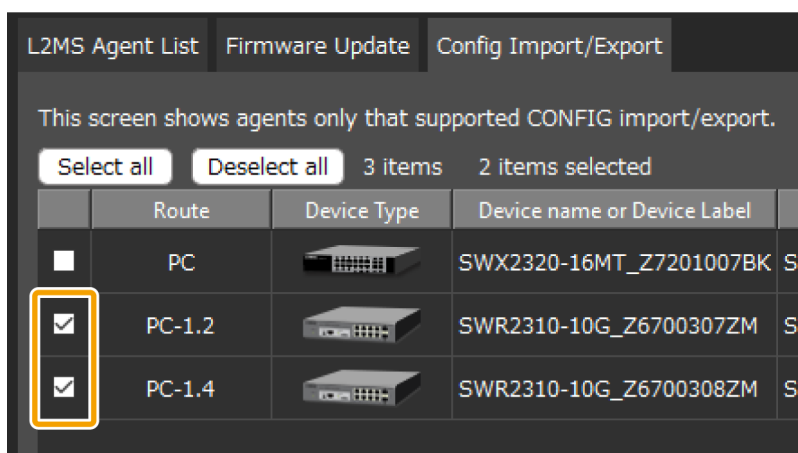 L2MS Agent List Firmware Update Config Import/Export
This screen shows agents only that supported CONFIG import/export.
Select all Deselect all 3 items 2 items selected
Route Device Type Device name or Device Label
PC SWX2320-16MT_Z7201007BK S
PC-1.2 SWR2310-10G_Z6700307ZM S
PC-1.4 SWR2310-10G_Z6700308ZM S